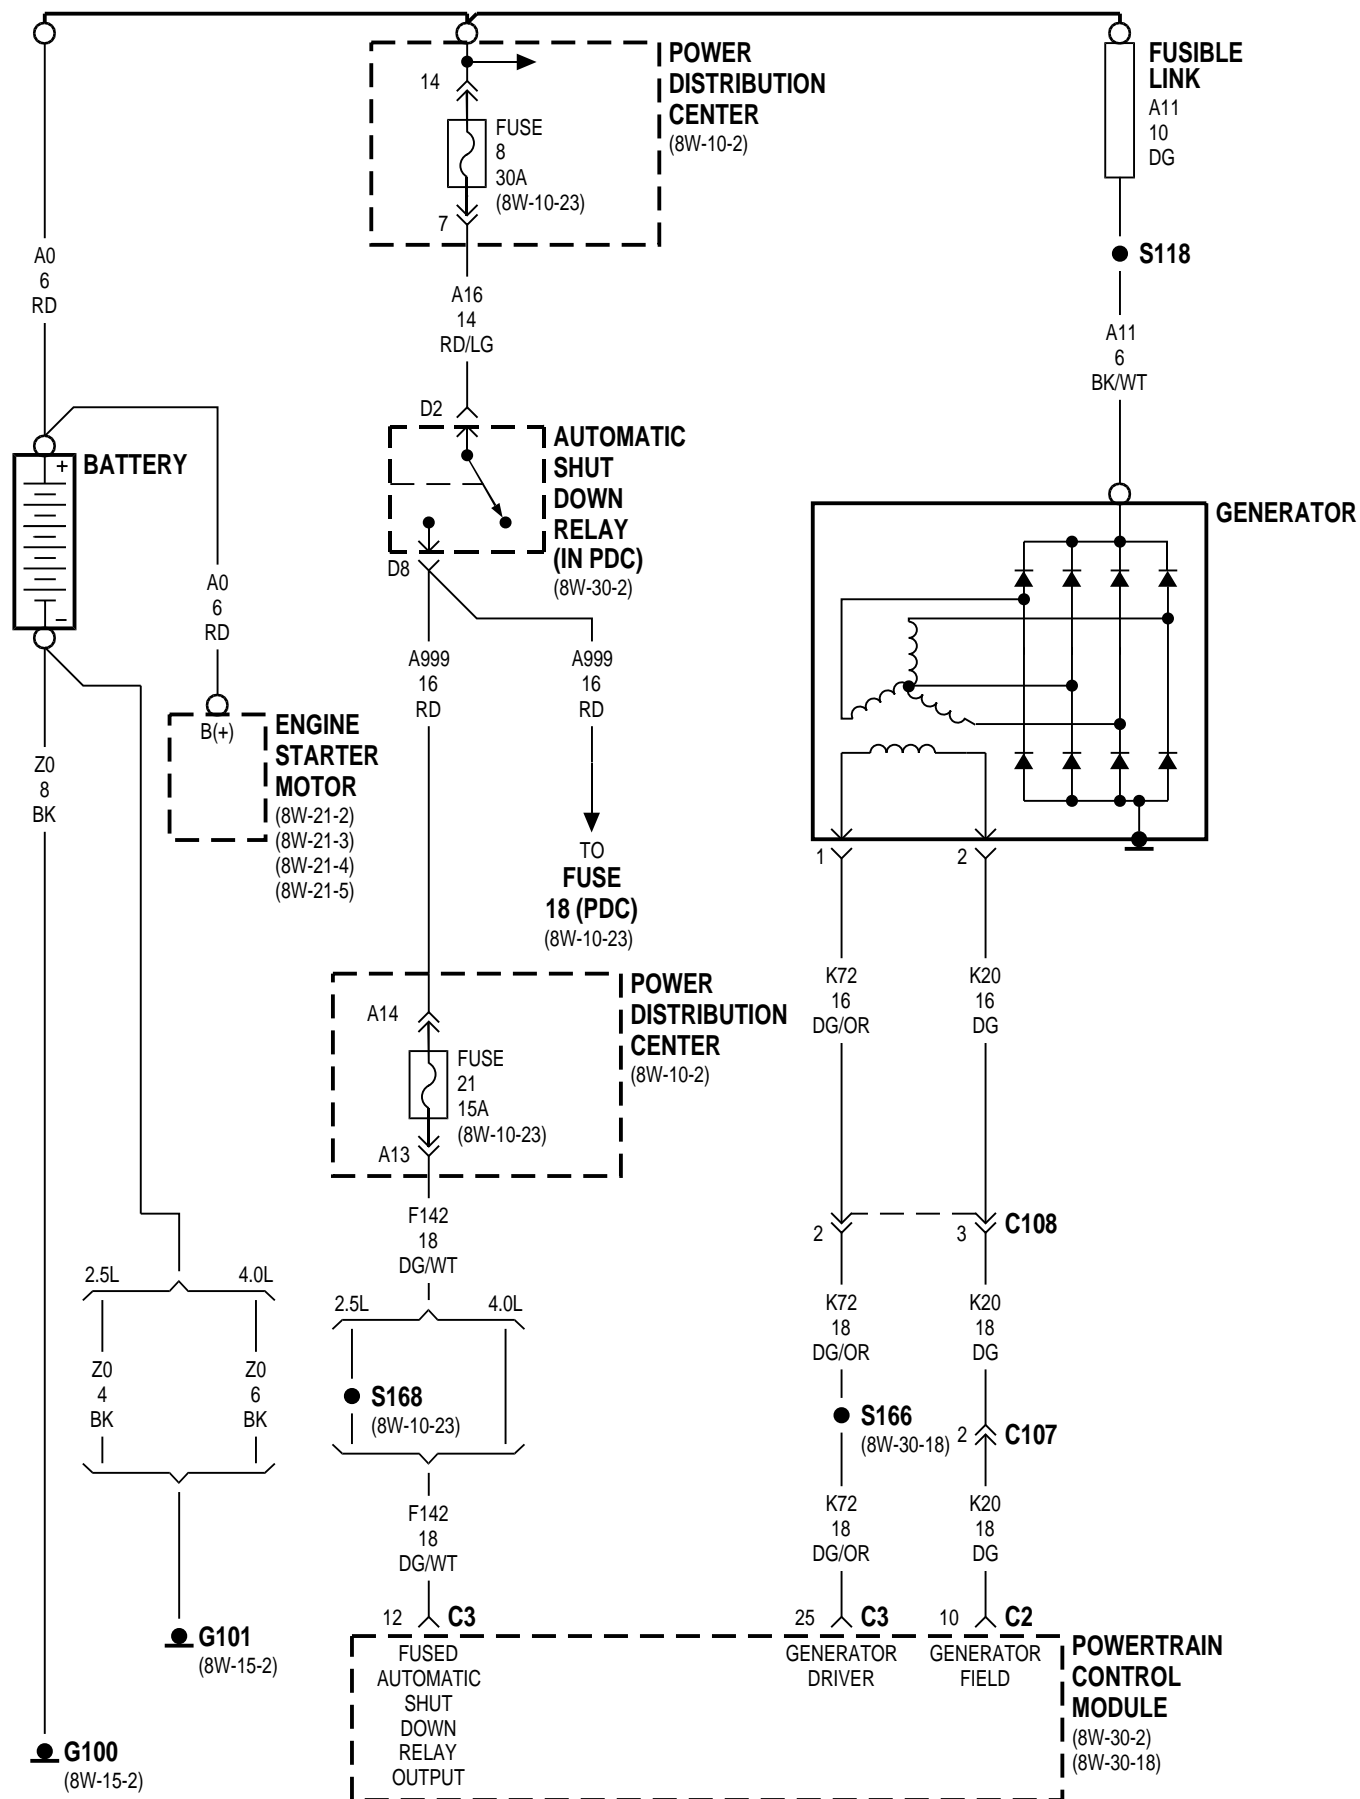 POWER
DISTRIBUTION
CENTER
(8W-10-2)
14
FUSE
8
30A
(8W-10-23)
7
FUSIBLE
LINK
A11
10
DG
S118
A0
6
RD
A16
14
RD/LG
A11
6
BK/WT
D2
AUTOMATIC
SHUT
DOWN
RELAY
(IN PDC)
(8W-30-2)
D8
+
BATTERY
–
GENERATOR
A0
6
RD
A999
16
RD
A999
16
RD
B(+)
ENGINE
STARTER
MOTOR
(8W-21-2)
(8W-21-3)
(8W-21-4)
(8W-21-5)
Z0
8
BK
TO
FUSE
18 (PDC)
(8W-10-23)
1
2
K72
16
DG/OR
K20
16
DG
POWER
DISTRIBUTION
CENTER
(8W-10-2)
A14
FUSE
21
15A
(8W-10-23)
A13
F142
18
DG/WT
2
3
C108
2.5L
4.0L
Z0
4
BK
Z0
6
BK
2.5L
4.0L
S168
(8W-10-23)
K72
18
DG/OR
K20
18
DG
S166
(8W-30-18)
2
C107
F142
18
DG/WT
K72
18
DG/OR
K20
18
DG
G101
(8W-15-2)
G100
(8W-15-2)
12
C3
25
C3
10
C2
FUSED
AUTOMATIC
SHUT
DOWN
RELAY
OUTPUT
GENERATOR
DRIVER
GENERATOR
FIELD
POWERTRAIN
CONTROL
MODULE
(8W-30-2)
(8W-30-18)